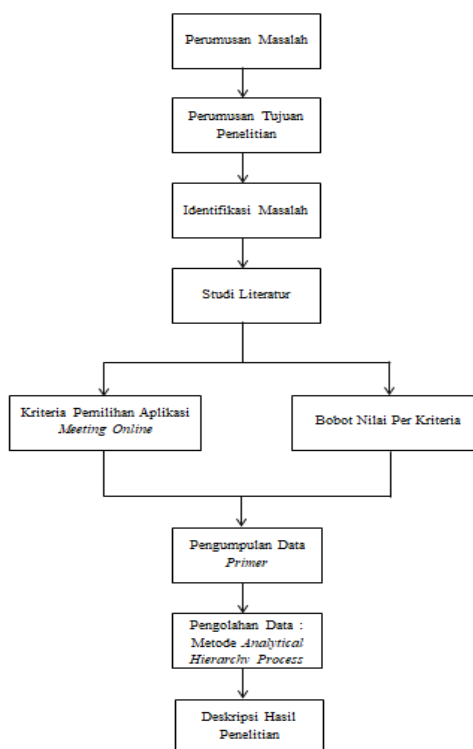 Perumusan Masalah
Perumusan Tujuan
Penelitian
Identifikasi Masalah
Studi Literatur
Kriteria Pemilihan Aplikasi
Meeting Online
Bobot Nilai Per Kriteria
Pengumpulan Data
Primer
Pengolahan Data :
Metode Analytical
Hierarchy Process
Deskripsi Hasil
Penelitian